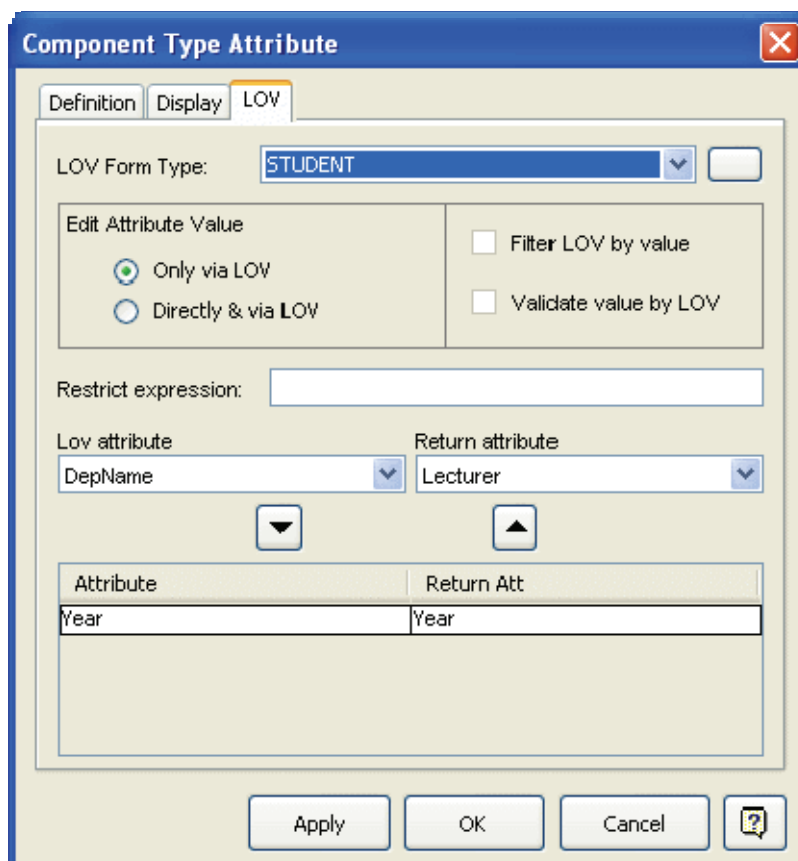 Component Type Attribute
Definition Display LOV
LOV Form Type: STUDENT
Edit Attribute Value
Filter LOV by value
Only via LOV
Validate value by LOV
Directly & via LOV
Restrict expression:
Lov attribute Return attribute
DepName Lecturer
Attribute Return Att
Year Year
Apply OK Cancel ?